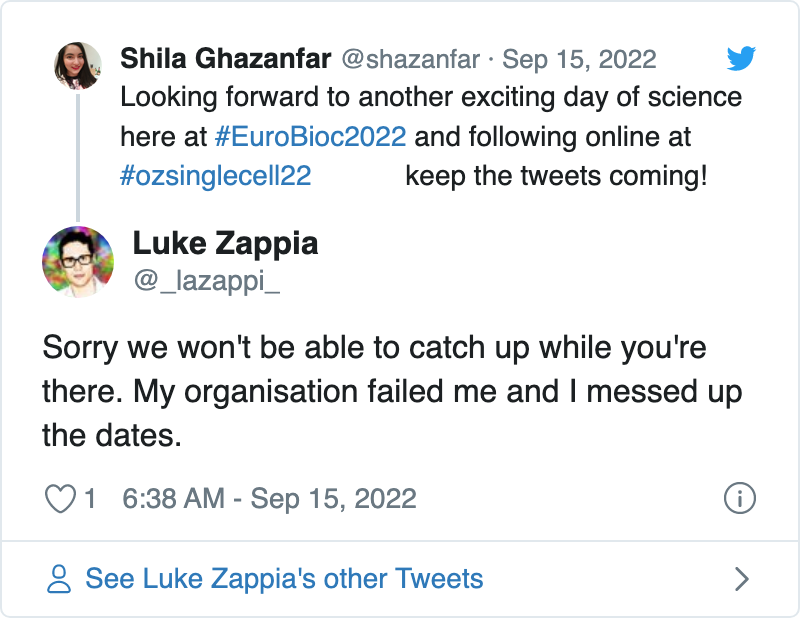 Shila Ghazanfar @shazanfar · Sep 15, 2022
Looking forward to another exciting day of science
here at #EuroBioc2022 and following online at
#ozsinglecell22 keep the tweets coming!
Luke Zappia
@_lazappi_
Sorry we won't be able to catch up while you're
there. My organisation failed me and I messed up
the dates.
1 6:38 AM - Sep 15, 2022
See Luke Zappia's other Tweets